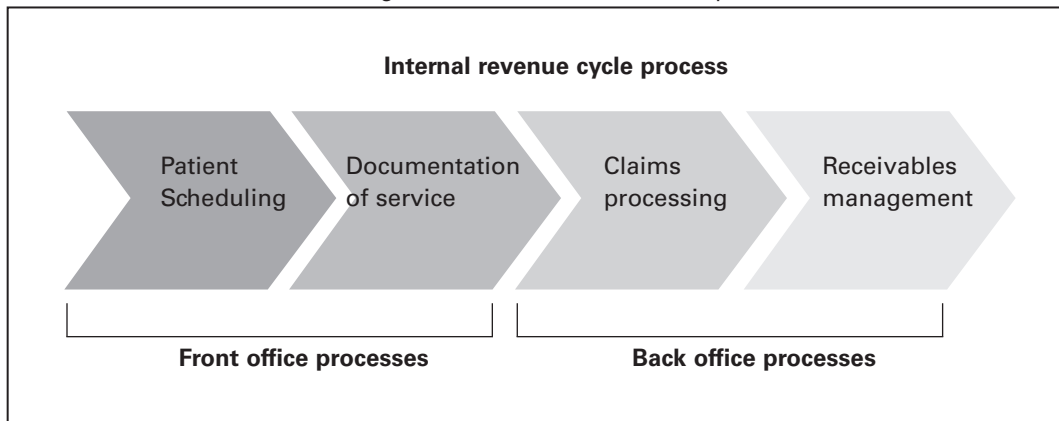 Internal revenue cycle process
Patient
Scheduling
Documentation
of service
Claims
processing
Receivables
management
Front office processes
Back office processes